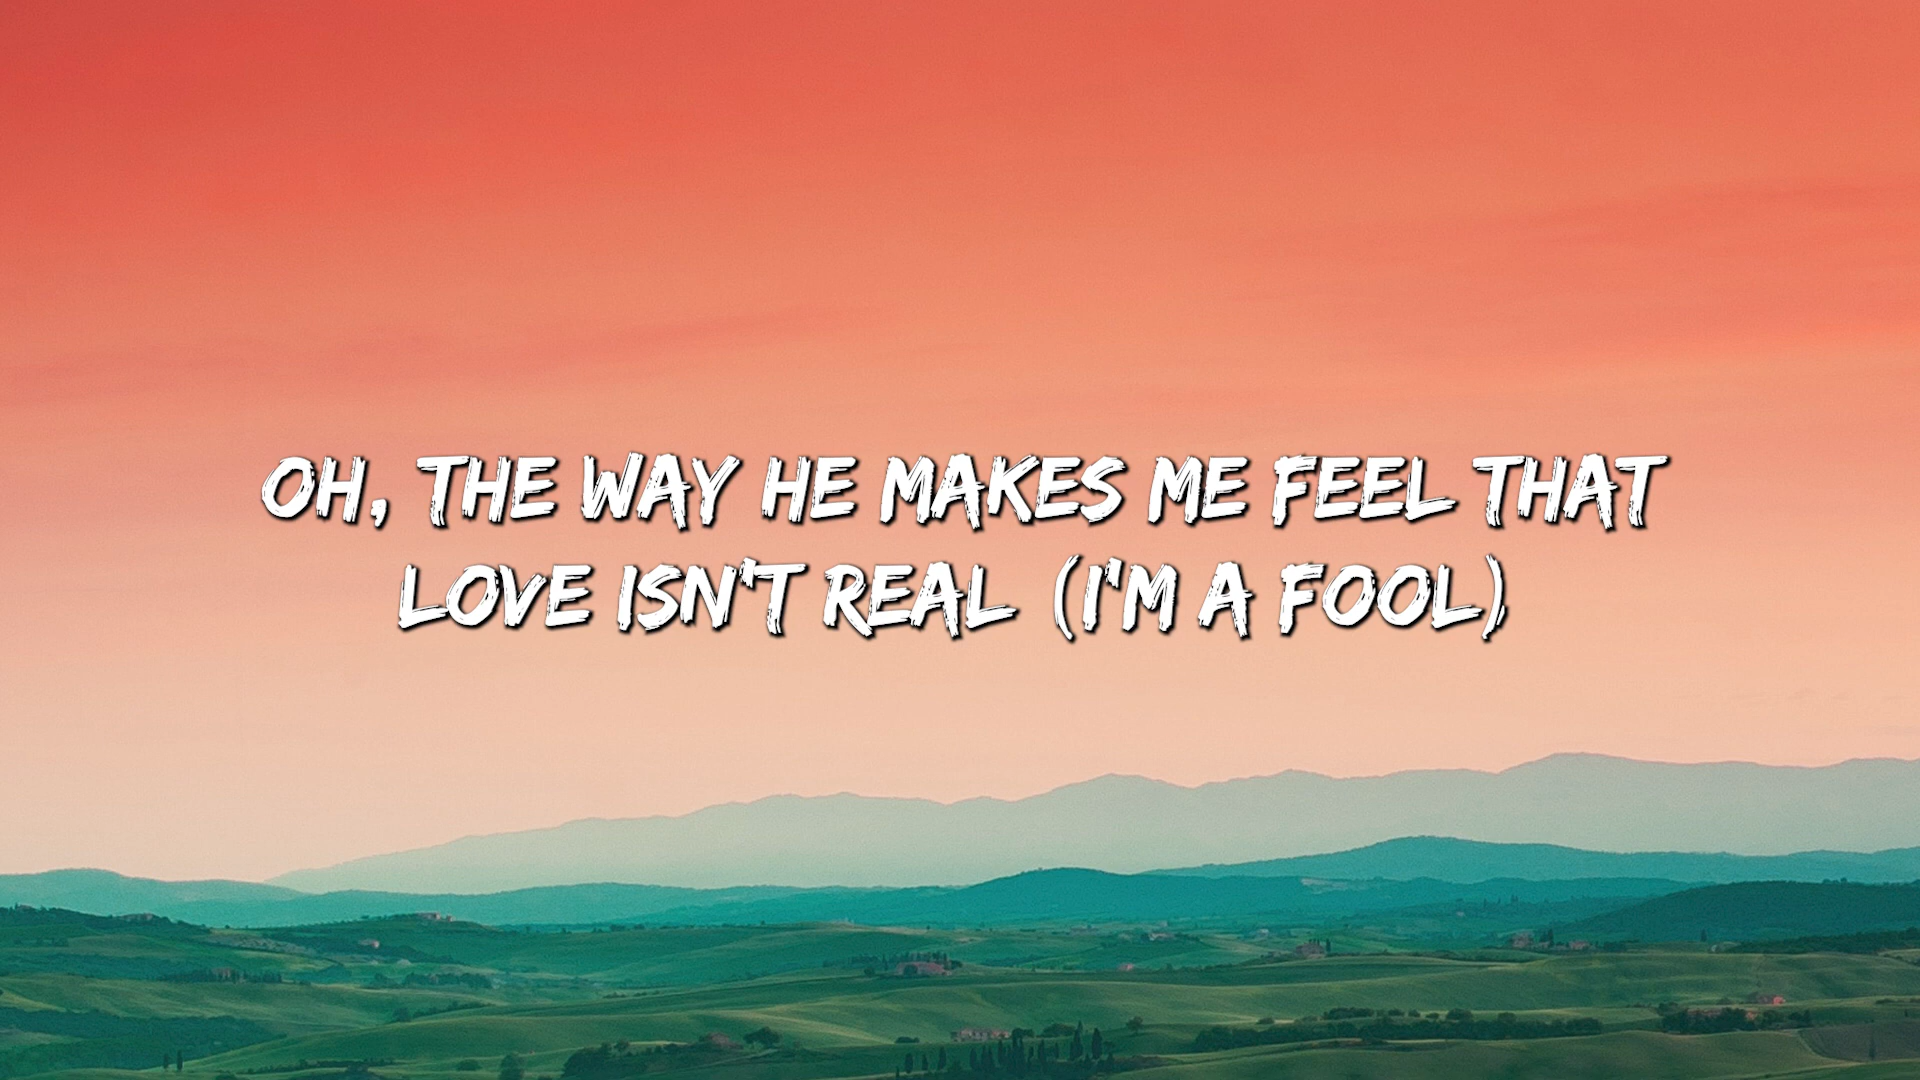 OH, THE WAY HE MAKES ME FEEL THAT
LOVE ISN'T REAL (I'M A FOOL)